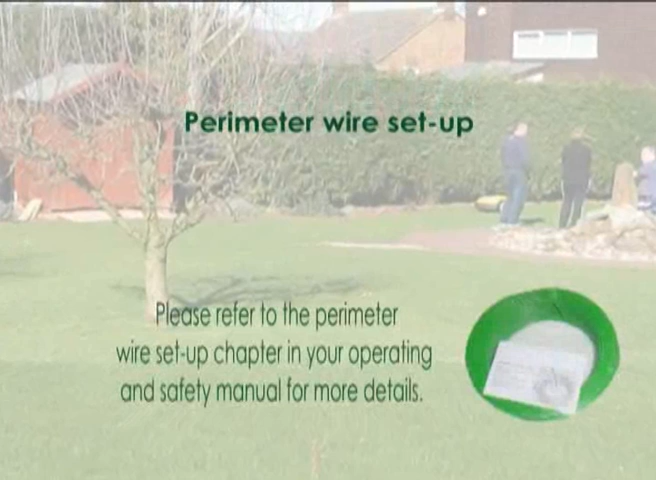 Perimeter wire set-up
Please refer to the perimeter
wire set-up chapter in your operating
and safety manual for more details.